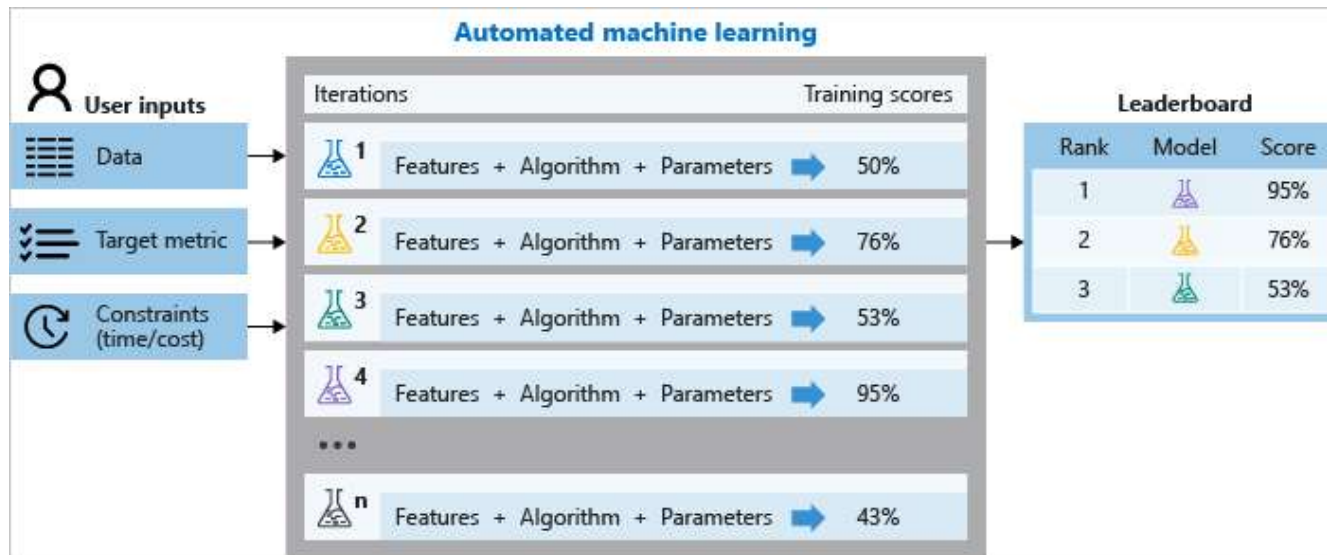 Automated machine learning
User inputs
Data
Target metric
Constraints
(time/cost)
Iterations Training scores
1 Features + Algorithm + Parameters 50%
2 Features + Algorithm + Parameters 76%
3 Features + Algorithm + Parameters 53%
4 Features + Algorithm + Parameters 95%
•••
n Features + Algorithm + Parameters 43%
Leaderboard
Rank Model Score
1 95%
2 76%
3 53%